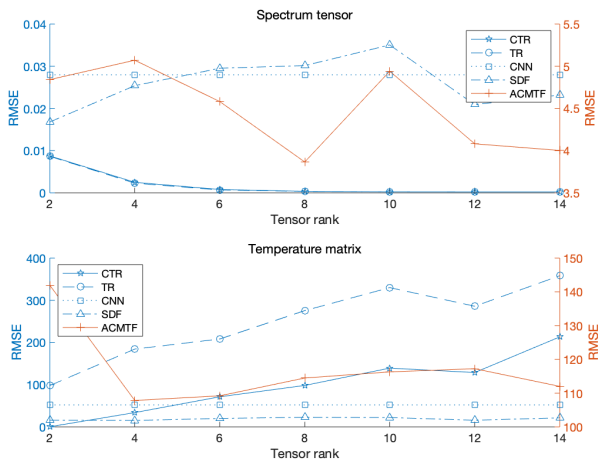 Spectrum tensor
0.04
0.03
0.02
0.01
0
RMSE
5.5
5
4.5
4
3.5
RMSE
CTR
TR
CNN
SDF
ACMTF
2 4 6 8 10 12 14
Tensor rank
Temperature matrix
400
300
200
100
0
RMSE
150
140
130
120
110
100
RMSE
CTR
TR
CNN
SDF
ACMTF
2 4 6 8 10 12 14
Tensor rank